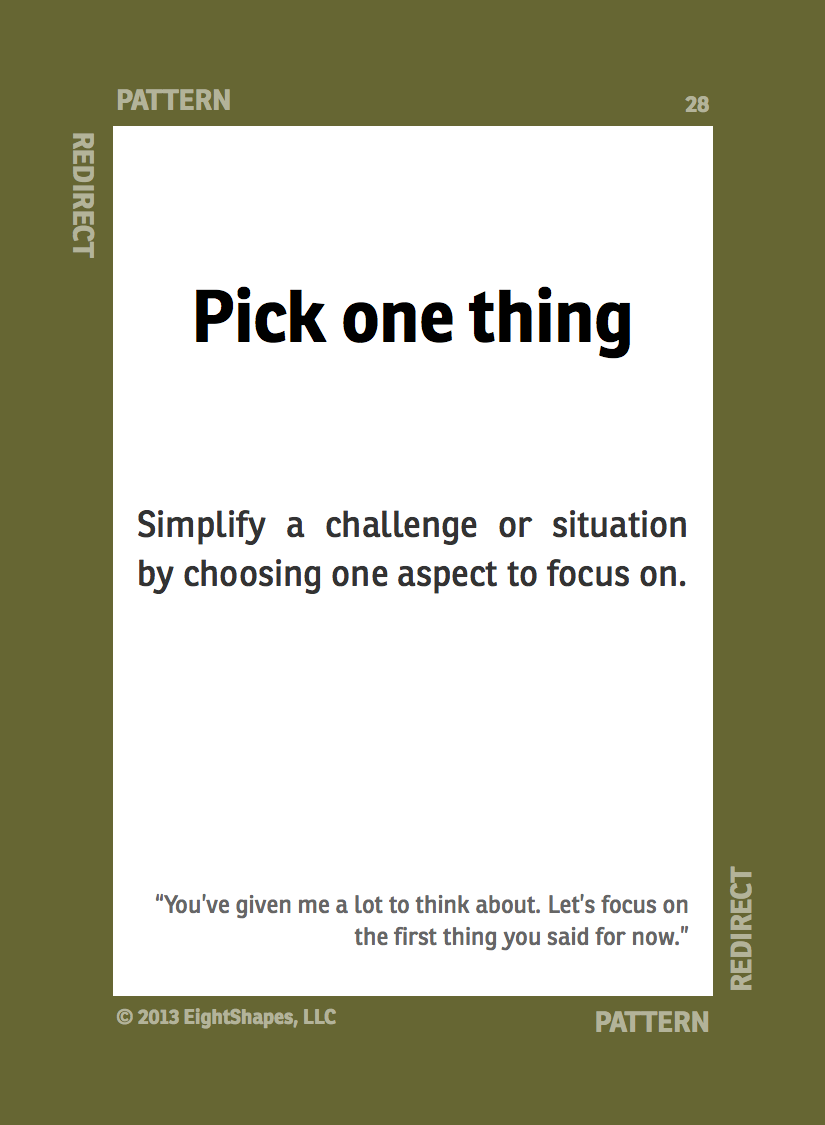 PATTERN
28
REDIRECT
Pick one thing
Simplify a challenge or situation
by choosing one aspect to focus on.
“You’ve given me a lot to think about. Let’s focus on
the first thing you said for now.”
REDIRECT
© 2013 EightShapes, LLC
PATTERN